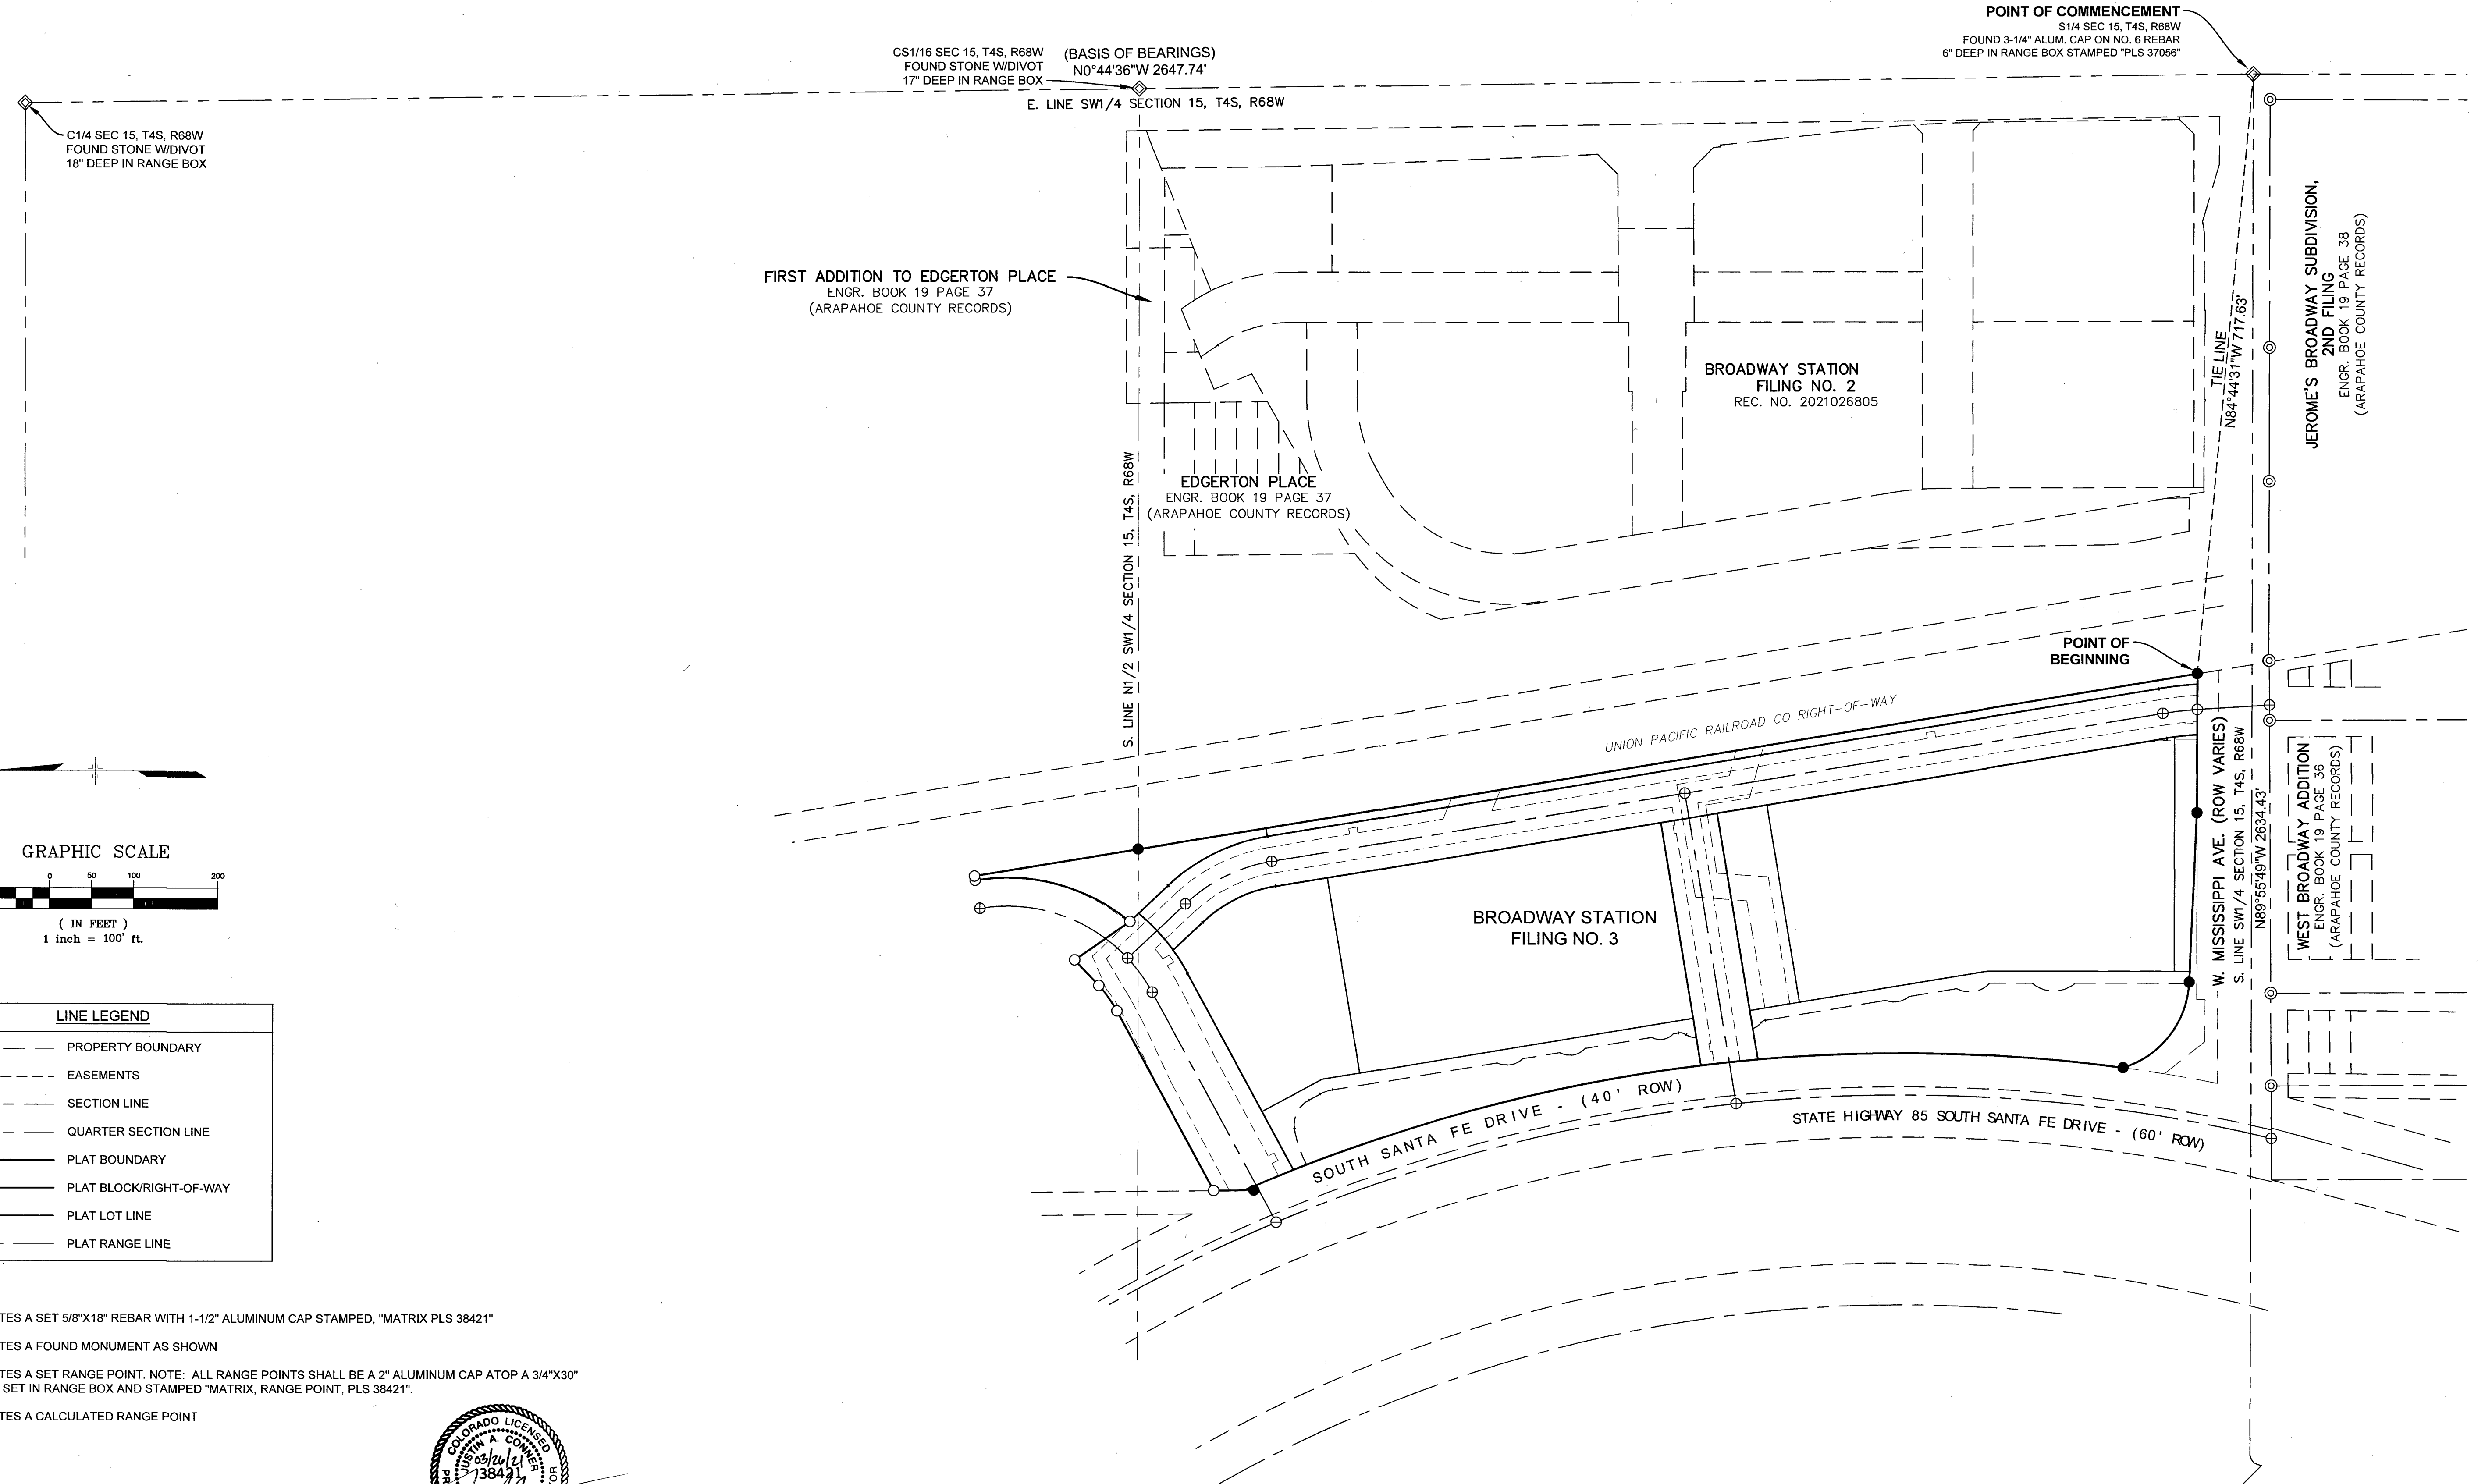 POINT OF COMMENCEMENT
S1/4 SEC 15, T4S, R68W
FOUND 3-1/4" ALUM. CAP ON NO. 6 REBAR
6" DEEP IN RANGE BOX STAMPED "PLS 37056"
CS1/16 SEC 15, T4S, R68W
FOUND STONE W/DIVOT
17" DEEP IN RANGE BOX
(BASIS OF BEARINGS)
N0°44'36"W 2647.74'
E. LINE SW1/4 SECTION 15, T4S, R68W
C1/4 SEC 15, T4S, R68W
FOUND STONE W/DIVOT
18" DEEP IN RANGE BOX
FIRST ADDITION TO EDGERTON PLACE
ENGR. BOOK 19 PAGE 37
(ARAPAHOE COUNTY RECORDS)
BROADWAY STATION
FILING NO. 2
REC. NO. 2021026805
TIE LINE
N84°44'31"W 717.63'
JEROME'S BROADWAY SUBDIVISION,
2ND FILING
ENGR. BOOK 19 PAGE 38
(ARAPAHOE COUNTY RECORDS)
EDGERTON PLACE
ENGR. BOOK 19 PAGE 37
(ARAPAHOE COUNTY RECORDS)
S. LINE N1/2 SW1/4 SECTION 15, T4S, R68W
POINT OF
BEGINNING
UNION PACIFIC RAILROAD CO RIGHT-OF-WAY
W. MISSISSIPPI AVE. (ROW VARIES)
S. LINE SW1/4 SECTION 15, T4S, R68W
N89°55'49"W 2634.43'
WEST BROADWAY ADDITION
ENGR. BOOK 19 PAGE 36
(ARAPAHOE COUNTY RECORDS)
BROADWAY STATION
FILING NO. 3
SOUTH SANTA FE DRIVE - (40' ROW)
STATE HIGHWAY 85 SOUTH SANTA FE DRIVE - (60' ROW)
GRAPHIC SCALE
0 50 100 200
( IN FEET )
1 inch = 100' ft.
LINE LEGEND
PROPERTY BOUNDARY
EASEMENTS
SECTION LINE
QUARTER SECTION LINE
PLAT BOUNDARY
PLAT BLOCK/RIGHT-OF-WAY
PLAT LOT LINE
PLAT RANGE LINE
TES A SET 5/8"X18" REBAR WITH 1-1/2" ALUMINUM CAP STAMPED, "MATRIX PLS 38421"
TES A FOUND MONUMENT AS SHOWN
TES A SET RANGE POINT. NOTE: ALL RANGE POINTS SHALL BE A 2" ALUMINUM CAP ATOP A 3/4"X30"
SET IN RANGE BOX AND STAMPED "MATRIX, RANGE POINT, PLS 38421".
TES A CALCULATED RANGE POINT
COLORADO LICENSED
JUSTIN A. CONNER
03/26/21
38421